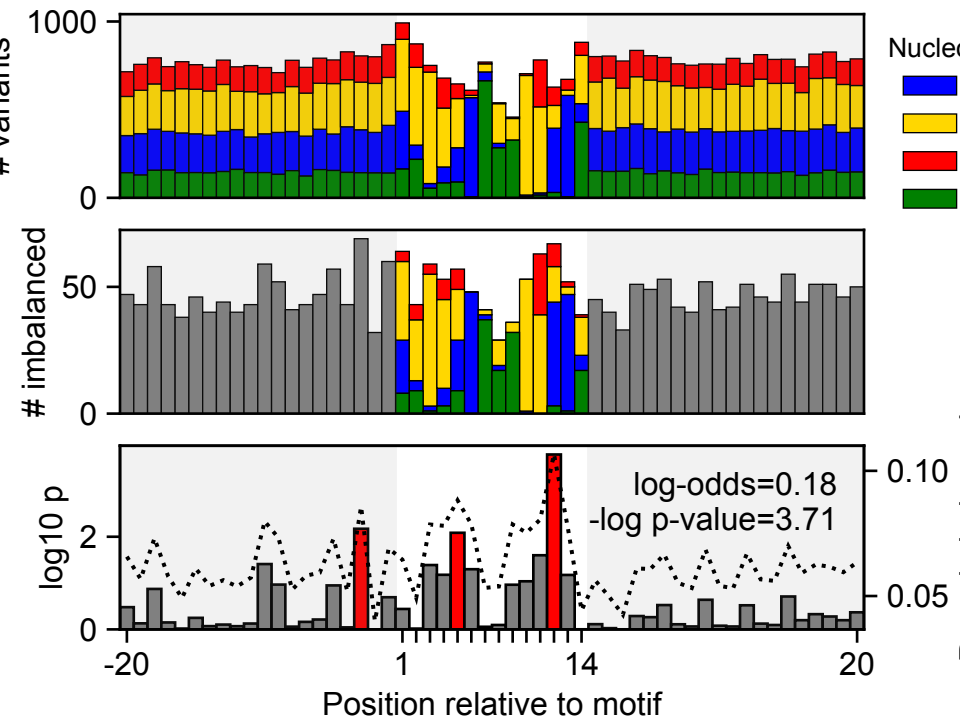 1000
0
# variants
Nucleo
50
0
# imbalanced
log-odds=0.18
-log p-value=3.71
2
0
log10 p
0.10
0.05
-20
1
14
20
Position relative to motif